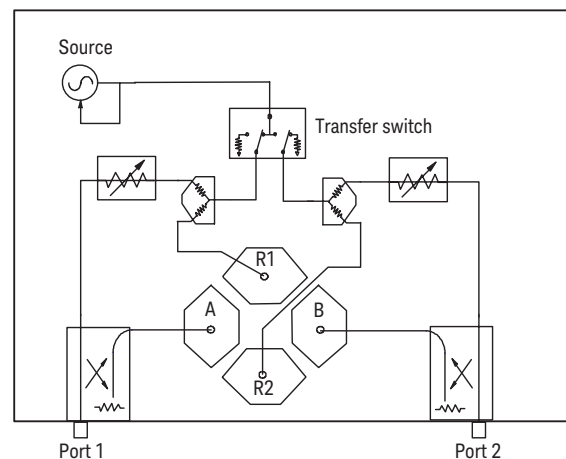 Source
Transfer switch
R1
A
B
R2
Port 1
Port 2